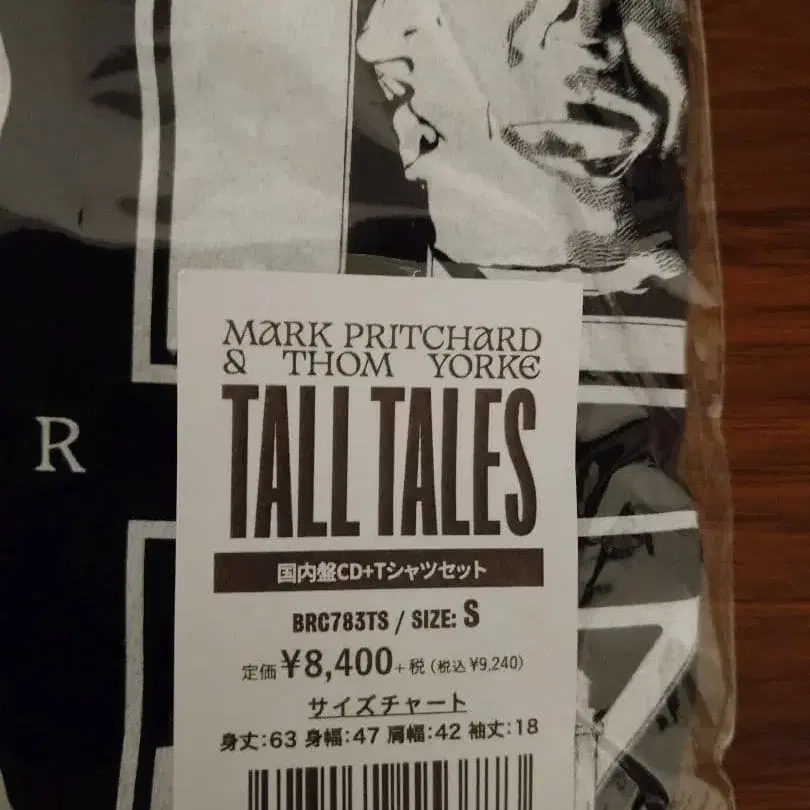 MARK PRITCHARD
& THOM YORKE
TALL TALES
R
国内盤CD+Tシャツセット
BRC783TS / SIZE: S
定価 ¥8,400+税 (税込 ¥9,240)
サイズチャート
身丈:63 身幅:47 肩幅:42 袖丈:18